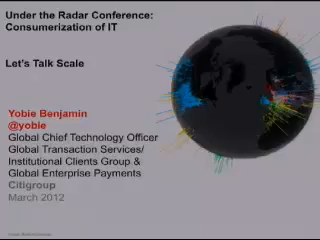 Under the Radar Conference:
Consumerization of IT
Let's Talk Scale
Yobie Benjamin
@yobie
Global Chief Technology Officer
Global Transaction Services/
Institutional Clients Group &
Global Enterprise Payments
Citigroup
March 2012